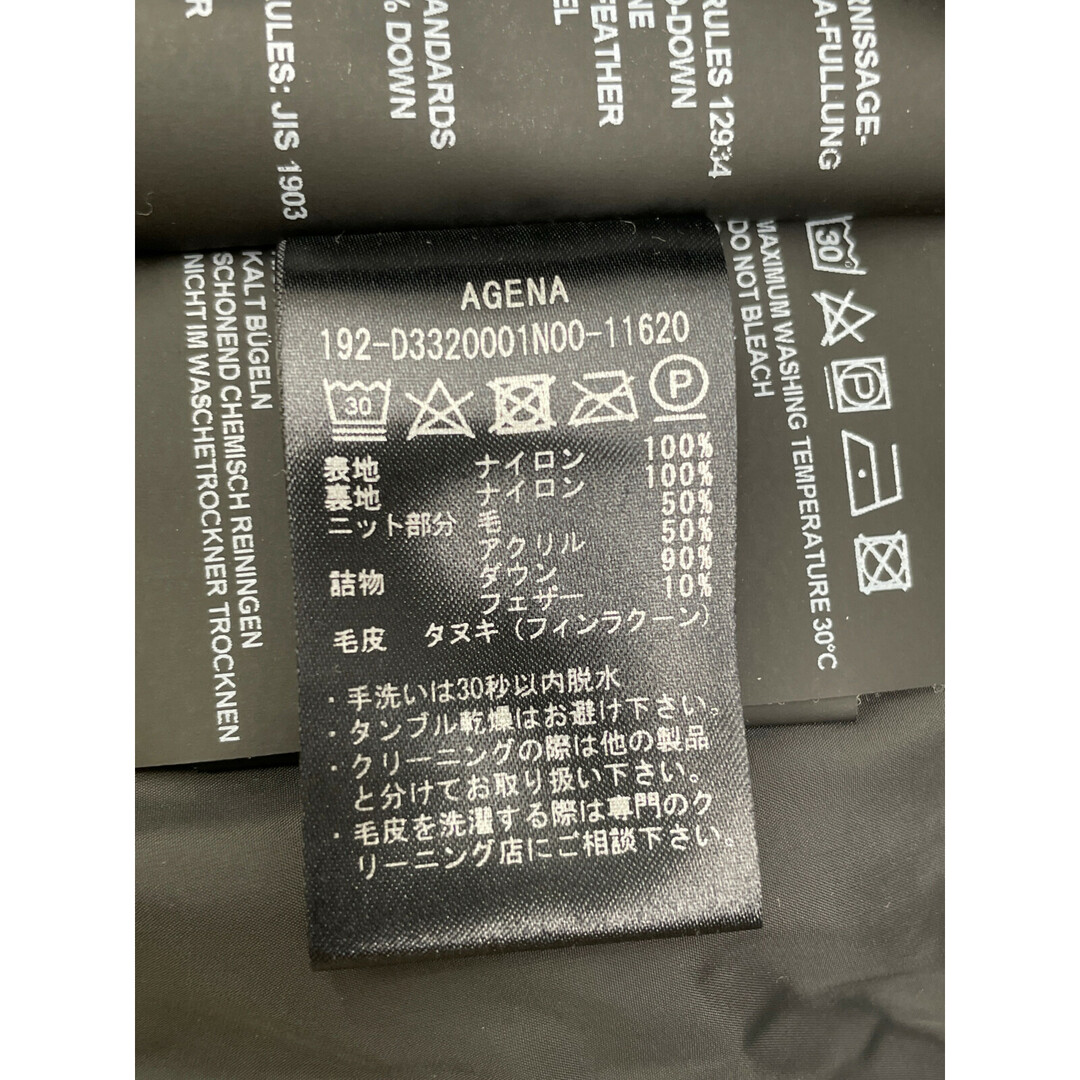 RNISSAGE-
A-FULLUNG
RULES 12934
O-DOWN
NE
FEATHER
EL
ANDARDS
% DOWN
ULES: JIS 1903
R
AGENA
192-D3320001N00-11620
30
P
表地 ナイロン 100%
裏地 ナイロン 100%
ニット部分 毛 50%
アクリル 50%
詰物 ダウン 90%
フェザー 10%
毛皮 タヌキ(フィンラクーン)
・手洗いは30秒以内脱水
・タンブル乾燥はお避け下さい。
・クリーニングの際は他の製品
と分けてお取り扱い下さい。
・毛皮を洗濯する際は専門のク
リーニング店にご相談下さい。
30
P
MAXIMUM WASHING TEMPERATURE 30°C
DO NOT BLEACH
KALT BÜGELN
SCHONEND CHEMISCH REININGEN
NICHT IM WASCHETROCKNER TROCKNEN